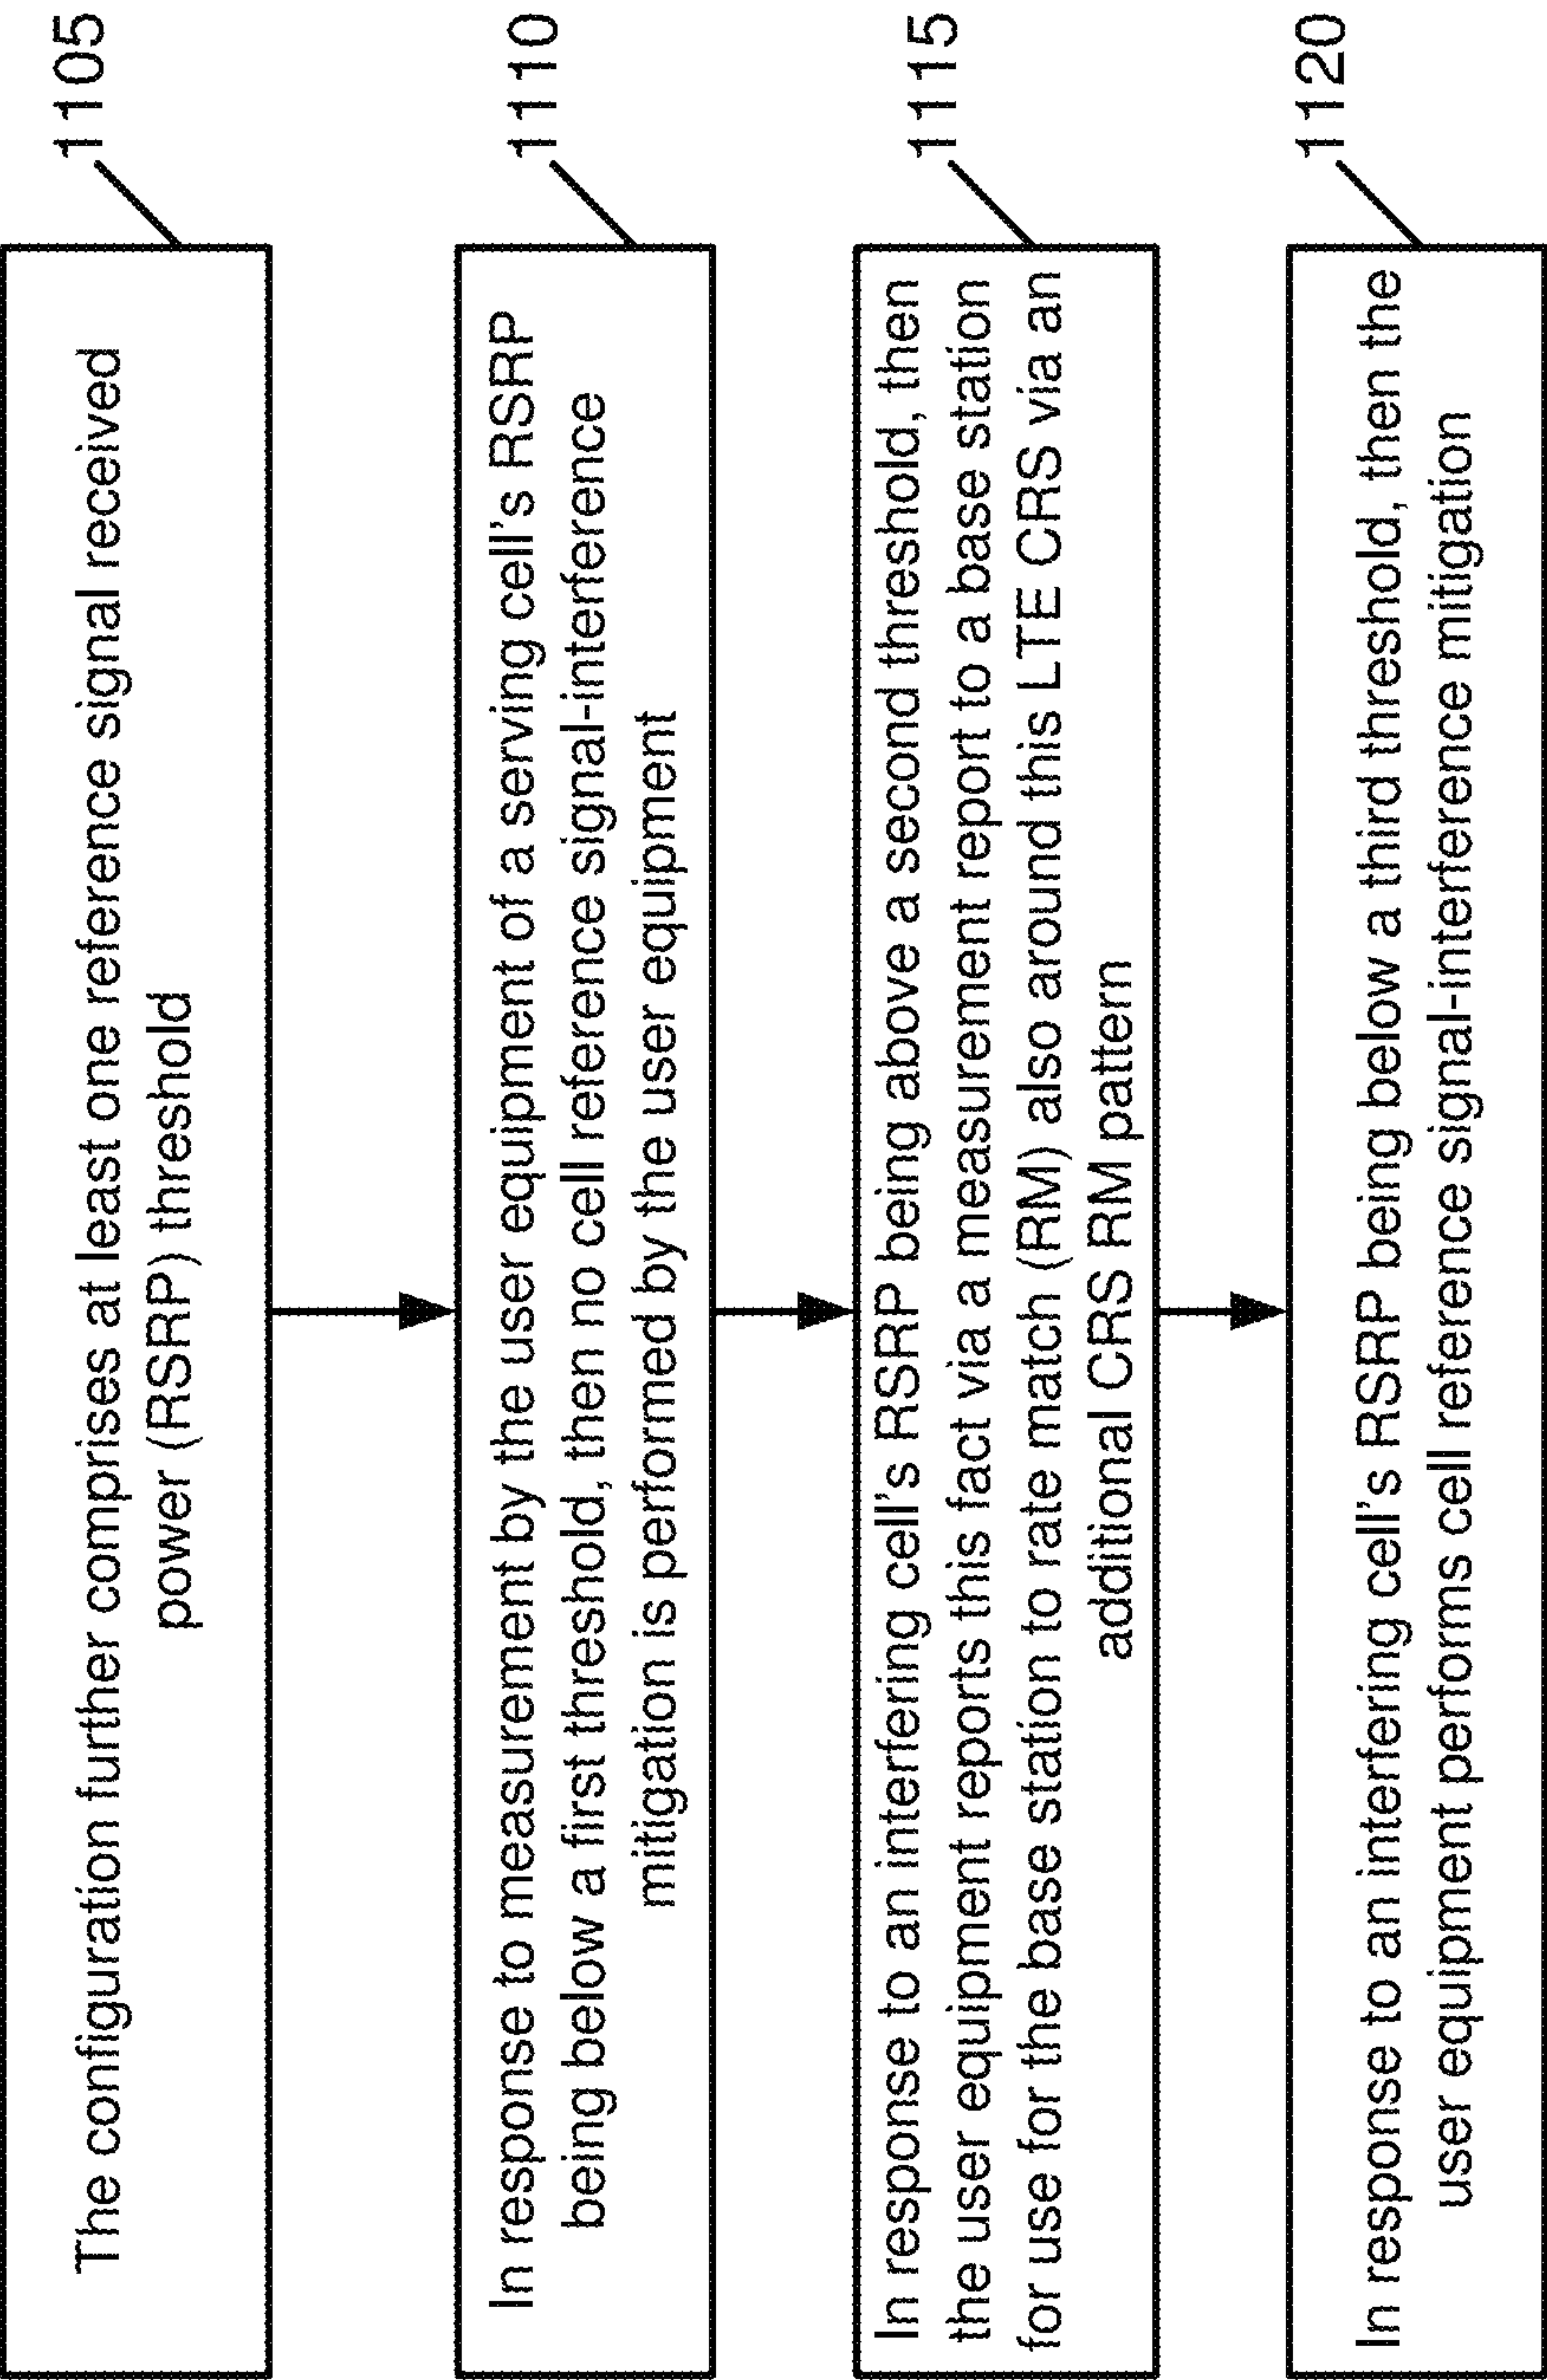 The configuration further comprises at least one reference signal received
power (RSRP) threshold
1105
In response to measurement by the user equipment of a serving cell's RSRP
being below a first threshold, then no cell reference signal-interference
mitigation is performed by the user equipment
1110
In response to an interfering cell's RSRP being above a second threshold, then
the user equipment reports this fact via a measurement report to a base station
for use for the base station to rate match (RM) also around this LTE CRS via an
additional CRS RM pattern
1115
In response to an interfering cell's RSRP being below a third threshold, then the
user equipment performs cell reference signal-interference mitigation
1120